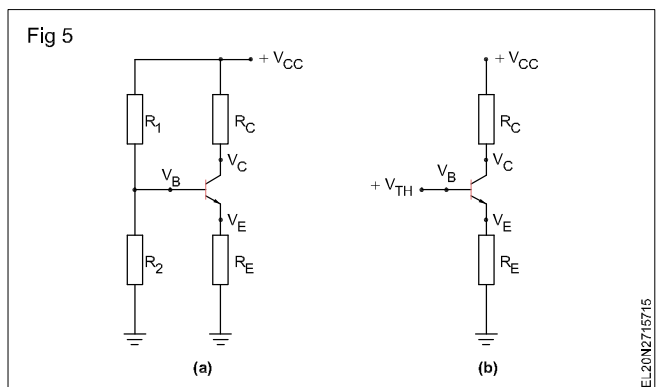 Fig 5
+ VCC
R1
RC
VC
VB
VE
R2
RE
(a)
+ VCC
RC
VC
VB
+ VTH
VE
RE
(b)
EL20N2715715